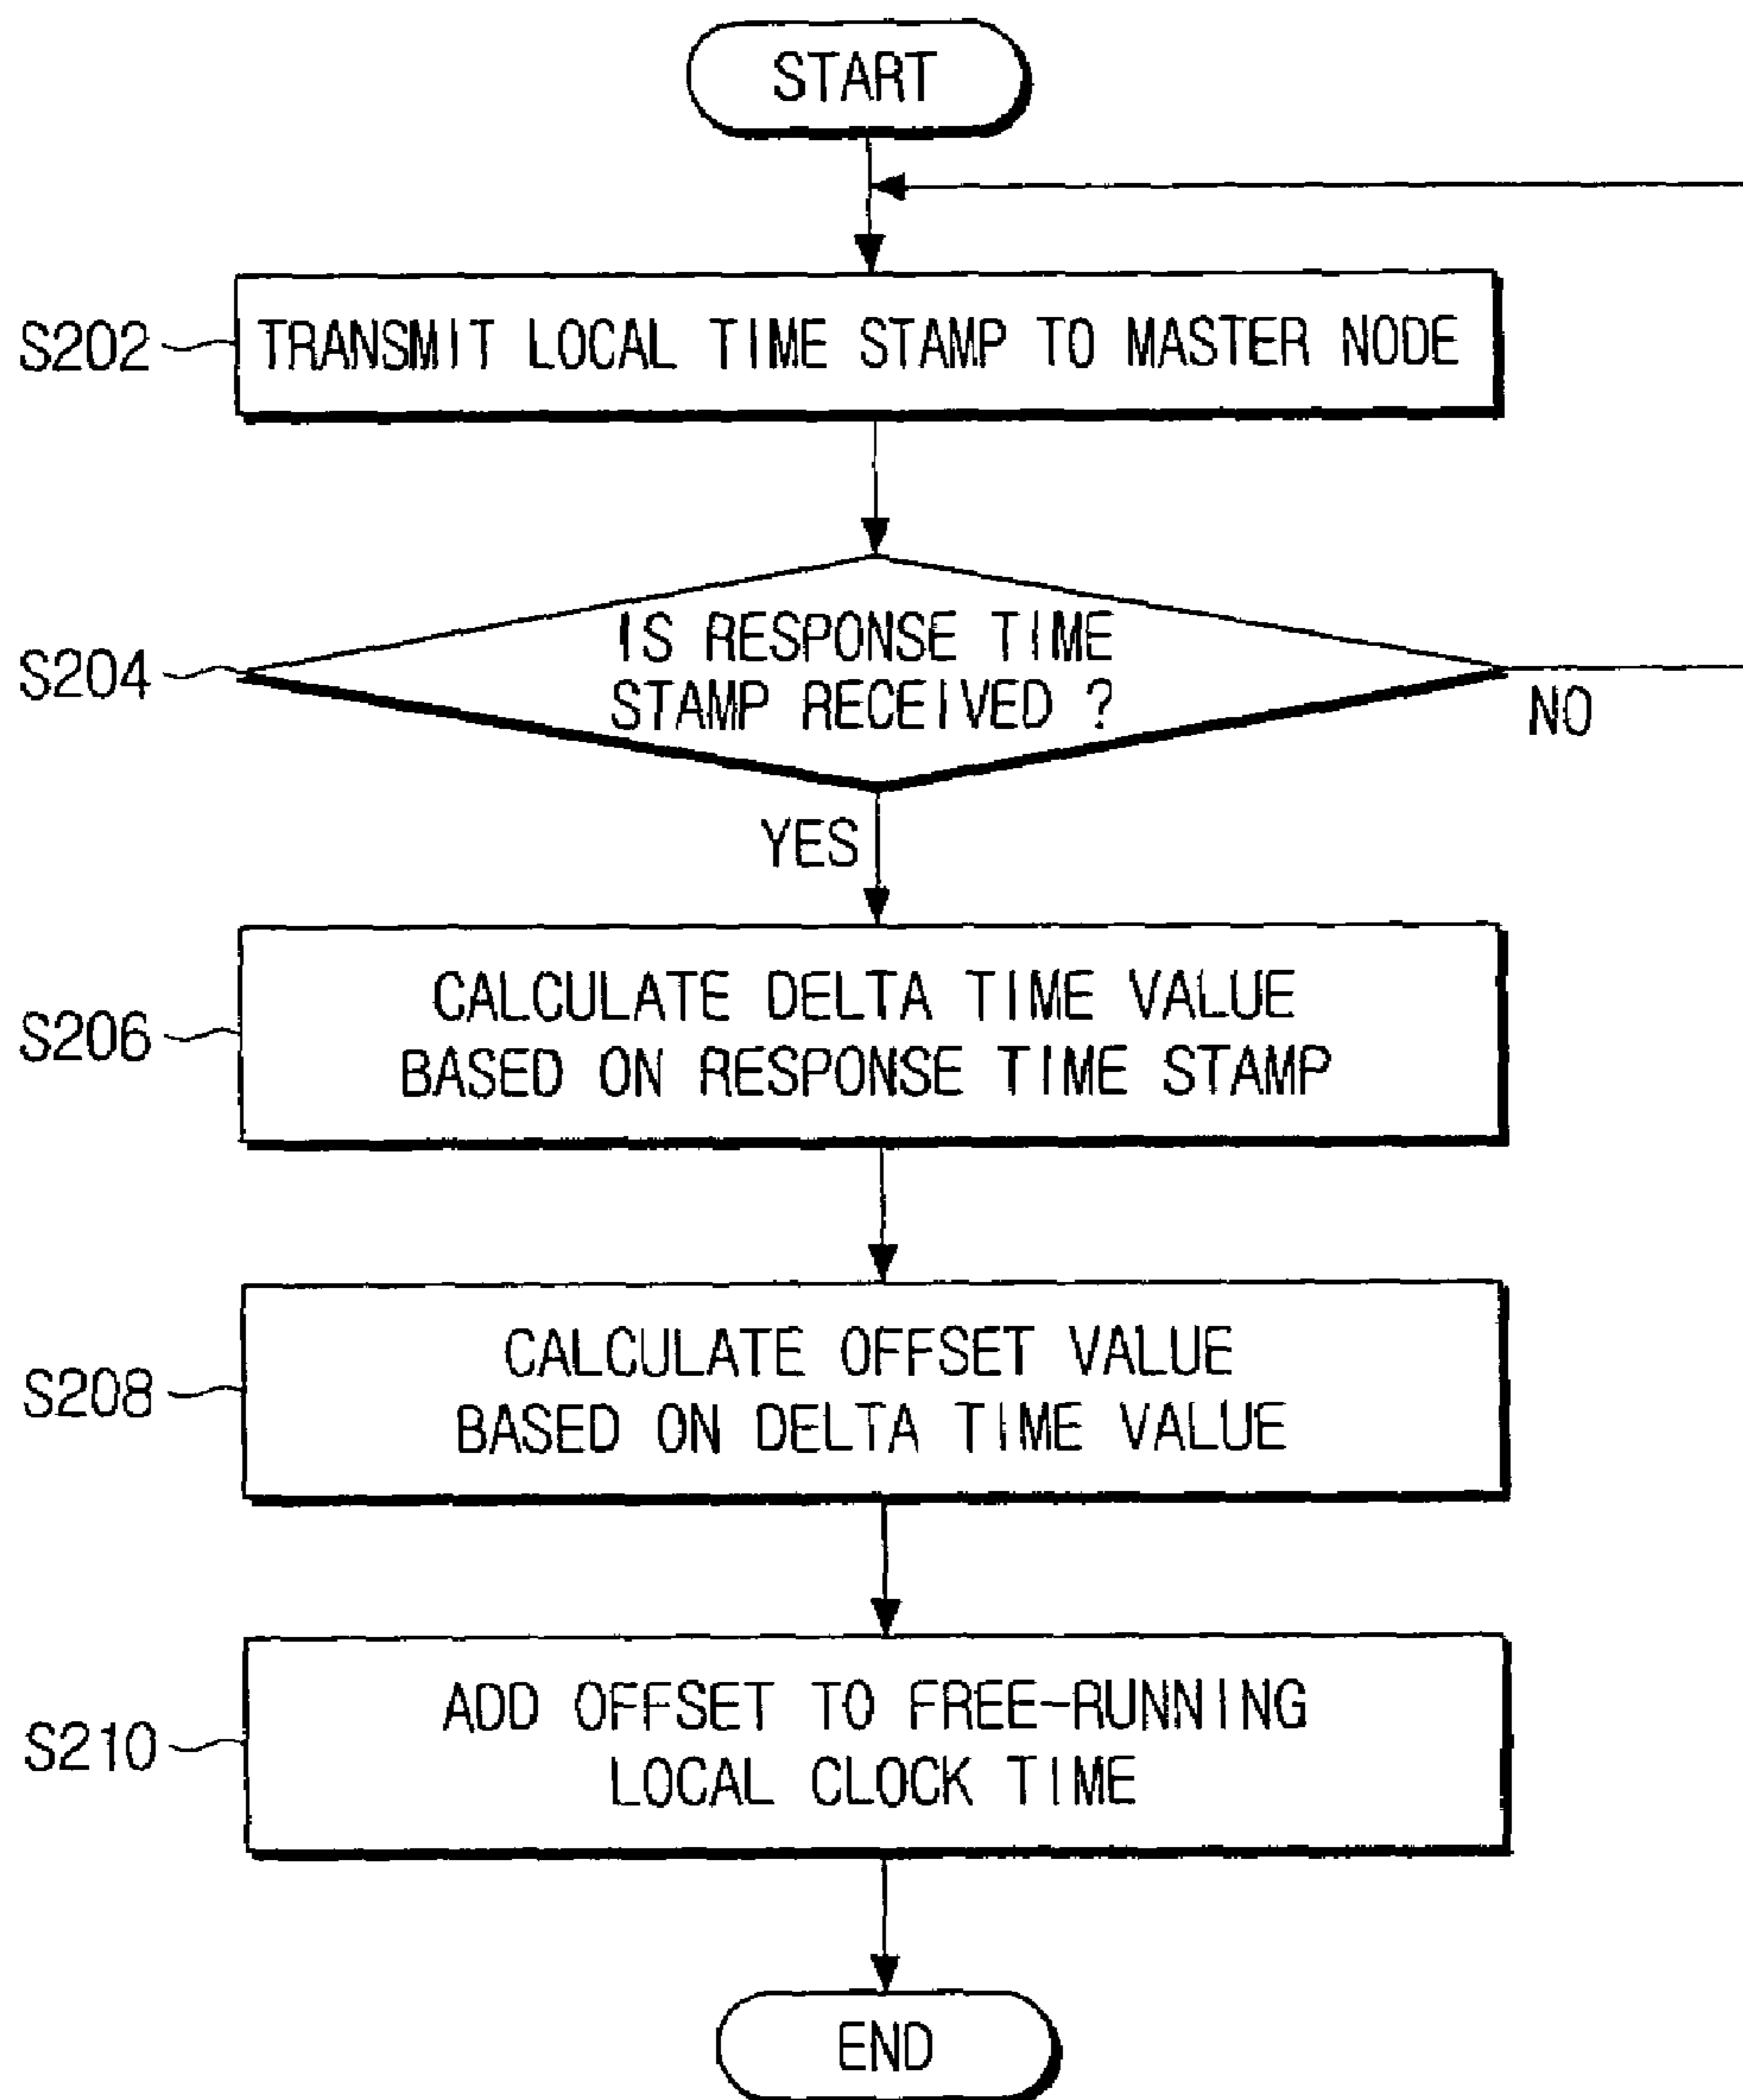 START
S202
TRANSMIT LOCAL TIME STAMP TO MASTER NODE
S204
IS RESPONSE TIME
STAMP RECEIVED ?
NO
YES
S206
CALCULATE DELTA TIME VALUE
BASED ON RESPONSE TIME STAMP
S208
CALCULATE OFFSET VALUE
BASED ON DELTA TIME VALUE
S210
ADD OFFSET TO FREE-RUNNING
LOCAL CLOCK TIME
END